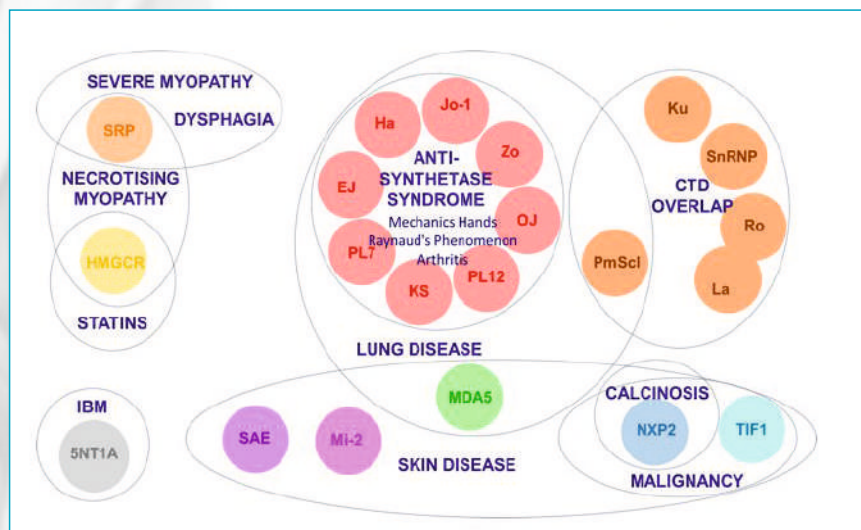 SEVERE MYOPATHY
DYSPHAGIA
SRP
NECROTISING
MYOPATHY
HMGCR
STATINS
IBM
5NT1A
Ha
Jo-1
Zo
EJ
ANTI-
SYNTHETASE
SYNDROME
Mechanics Hands
Raynaud's Phenomenon
Arthritis
OJ
PL7
KS
PL12
LUNG DISEASE
Ku
SnRNP
CTD
OVERLAP
Ro
PmScl
La
MDA5
SAE
Mi-2
SKIN DISEASE
CALCINOSIS
NXP2
TIF1
MALIGNANCY